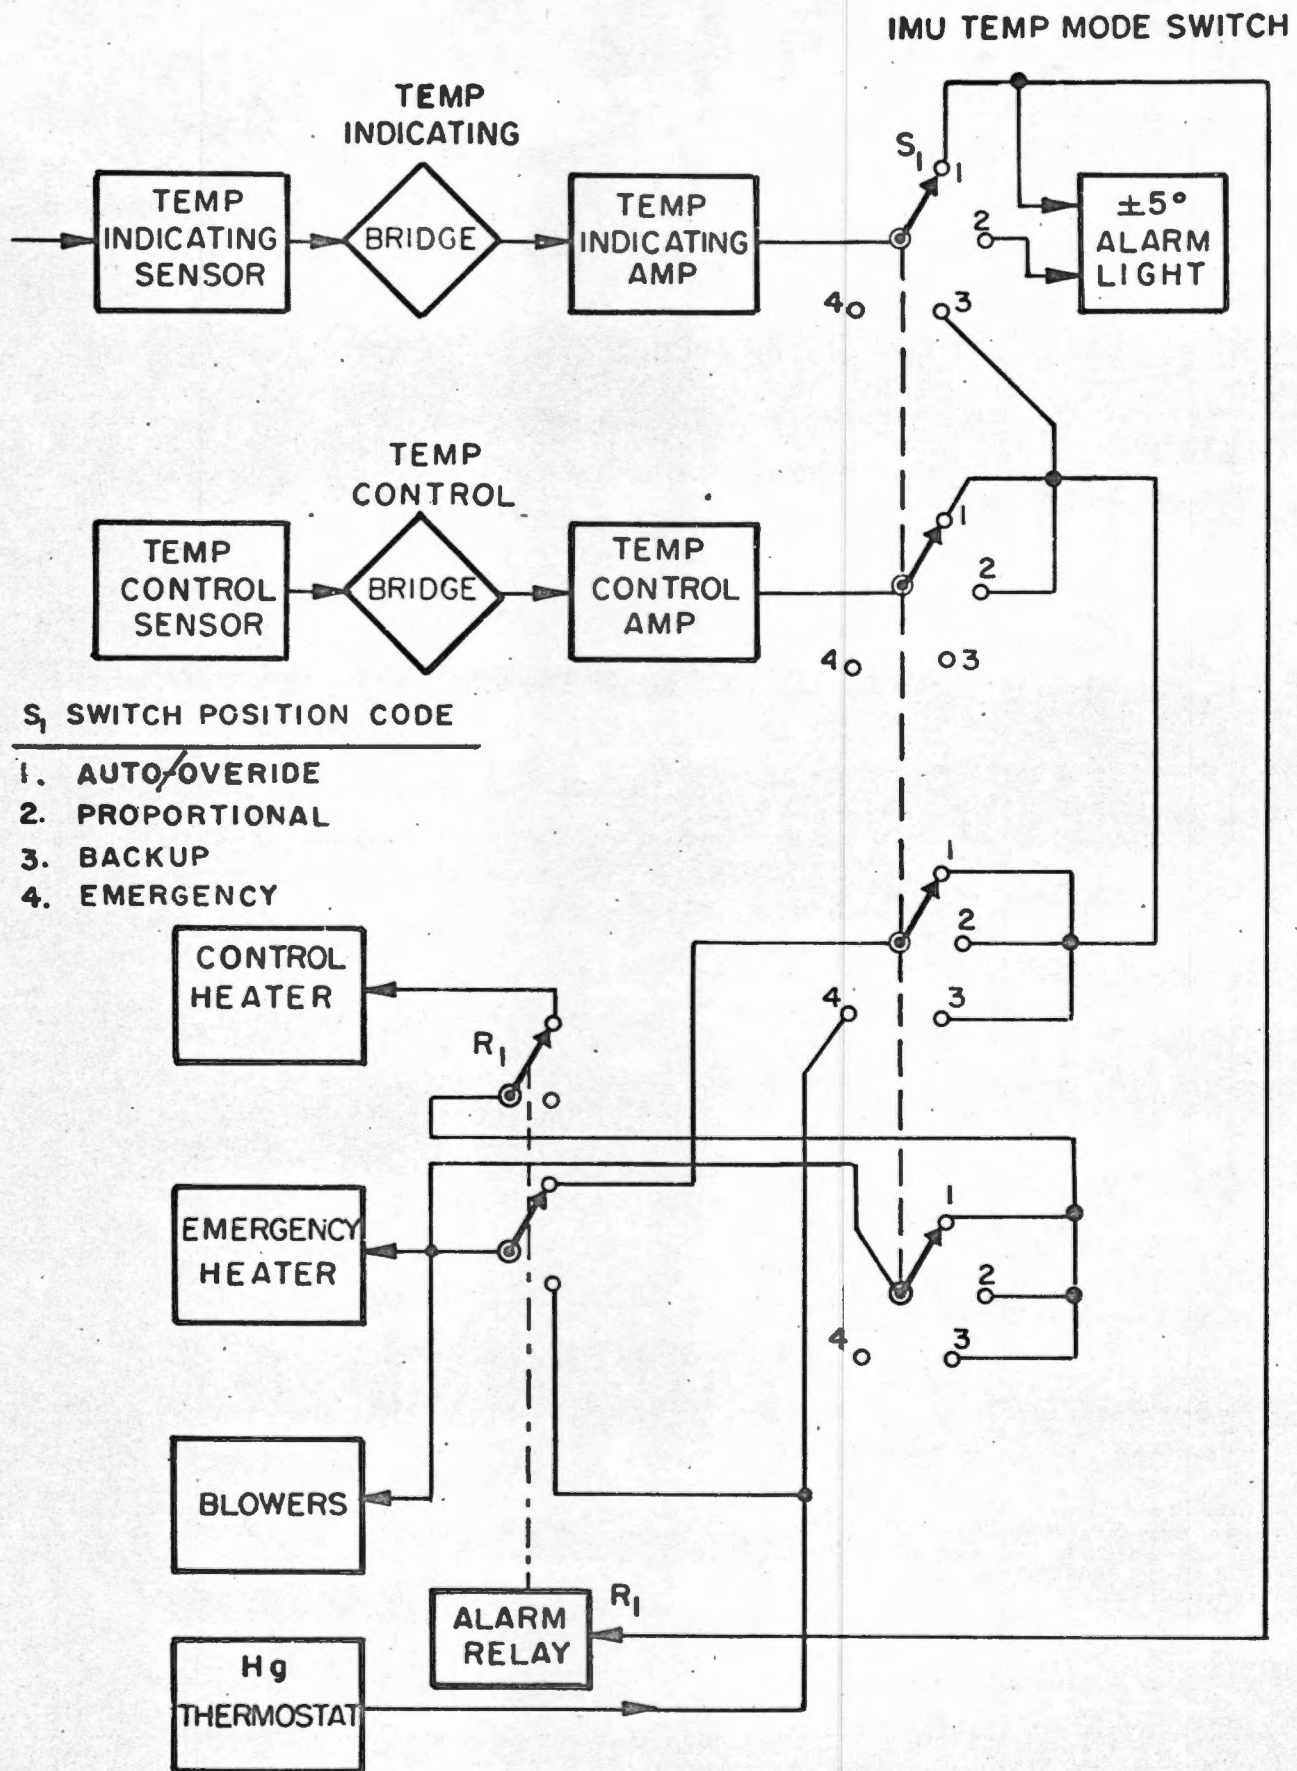 IMU TEMP MODE SWITCH
TEMP
INDICATING
TEMP
INDICATING
SENSOR
BRIDGE
TEMP
INDICATING
AMP
S1
1
2
3
4
±5°
ALARM
LIGHT
TEMP
CONTROL
TEMP
CONTROL
SENSOR
BRIDGE
TEMP
CONTROL
AMP
1
2
3
4
S1 SWITCH POSITION CODE
1. AUTO/OVERIDE
2. PROPORTIONAL
3. BACKUP
4. EMERGENCY
1
2
3
4
CONTROL
HEATER
R1
EMERGENCY
HEATER
1
2
3
4
BLOWERS
ALARM
RELAY
R1
Hg
THERMOSTAT